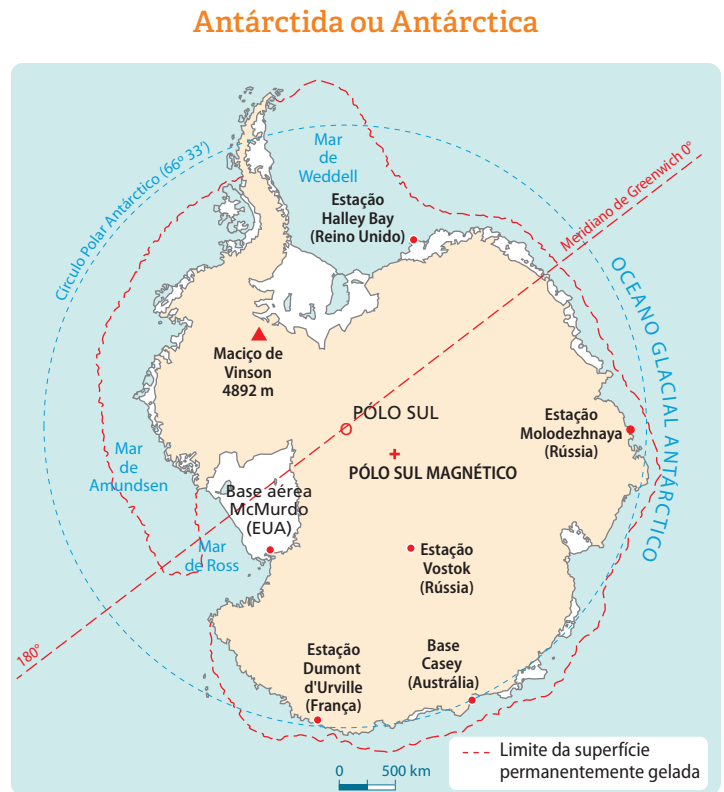 Antárctida ou Antárctica
Círculo Polar Antárctico (66º 33')
Mar
de
Weddell
Estação
Halley Bay
(Reino Unido)
Meridiano de Greenwich 0º
OCEANO GLACIAL ANTÁRCTICO
Maciço de
Vinson
4892 m
PÓLO SUL
PÓLO SUL MAGNÉTICO
Estação
Molodezhnaya
(Rússia)
Mar
de
Amundsen
Base aérea
McMurdo
(EUA)
Mar
de Ross
Estação
Vostok
(Rússia)
180º
Estação
Dumont
d'Urville
(França)
Base
Casey
(Austrália)
0 500 km
Limite da superfície
permanentemente gelada